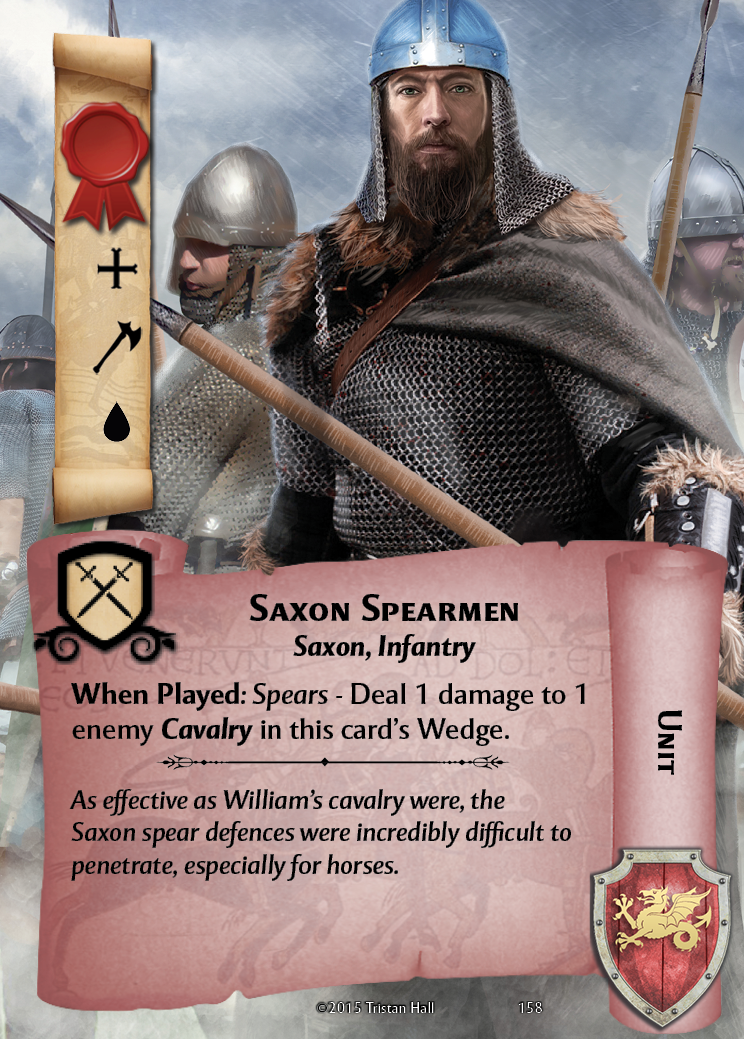 Saxon Spearmen
Saxon, Infantry
When Played: Spears - Deal 1 damage to 1
enemy Cavalry in this card's Wedge.
As effective as William's cavalry were, the
Saxon spear defences were incredibly difficult to
penetrate, especially for horses.
Unit
©2015 Tristan Hall
158